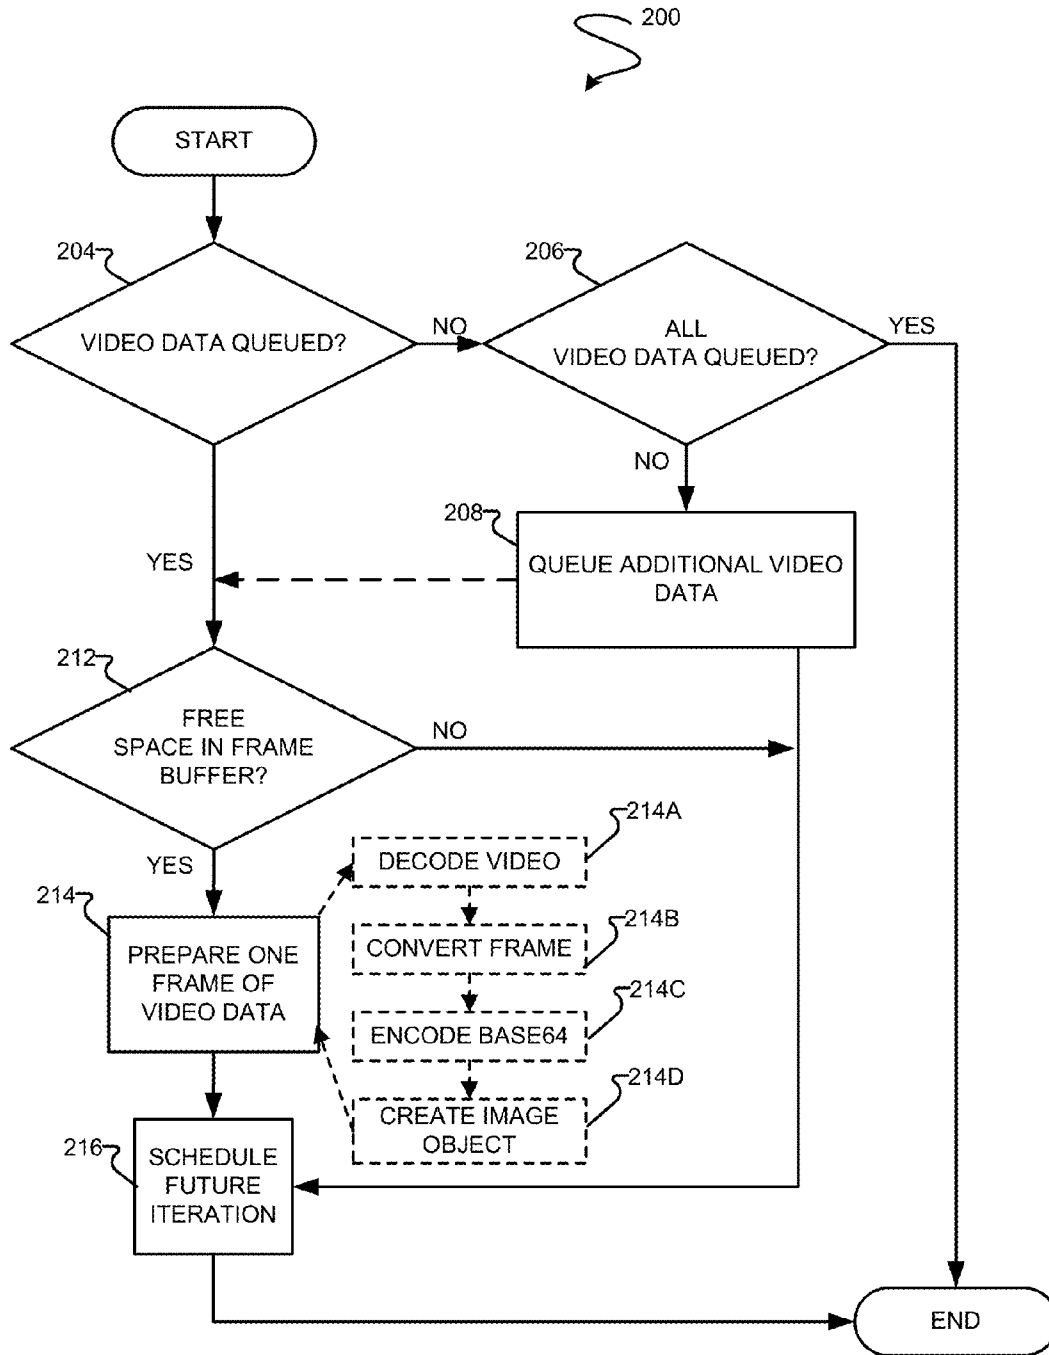 200
START
204
VIDEO DATA QUEUED?
NO
206
ALL
VIDEO DATA QUEUED?
YES
NO
208
QUEUE ADDITIONAL VIDEO
DATA
YES
212
FREE
SPACE IN FRAME
BUFFER?
NO
YES
214
PREPARE ONE
FRAME OF
VIDEO DATA
214A
DECODE VIDEO
214B
CONVERT FRAME
214C
ENCODE BASE64
214D
CREATE IMAGE
OBJECT
216
SCHEDULE
FUTURE
ITERATION
END